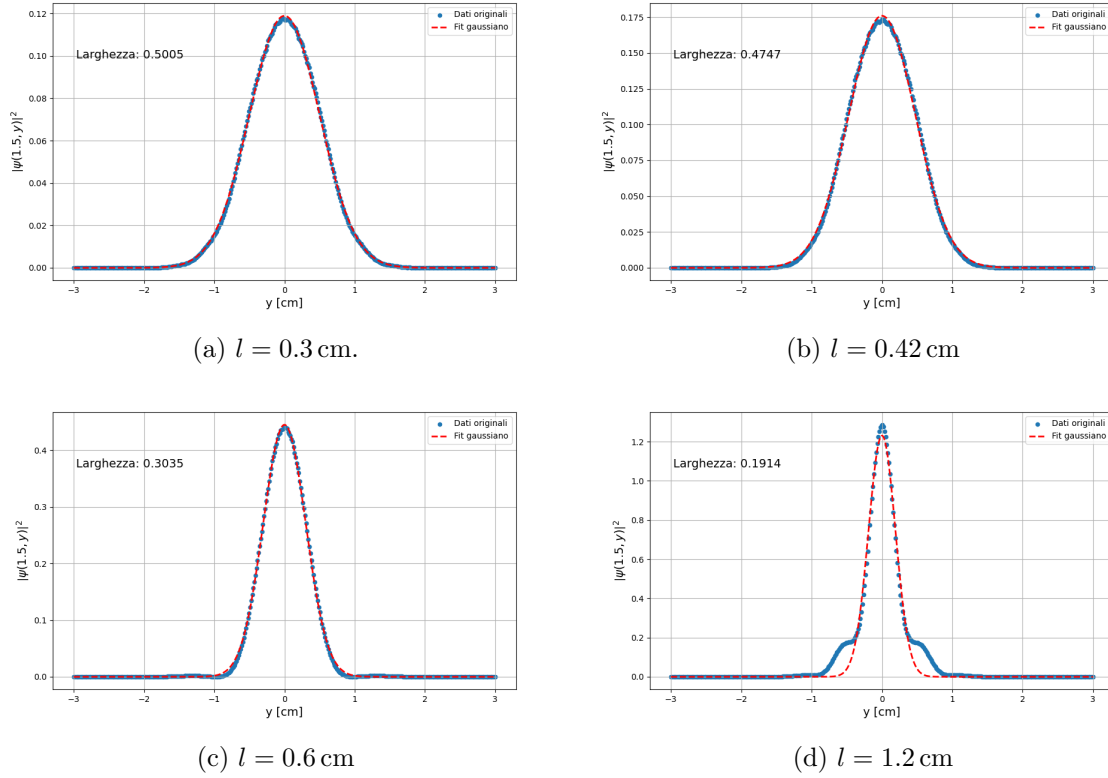 0.12
0.10
0.08
0.06
0.04
0.02
0.00
|ψ(1.5, y)|²
Larghezza: 0.5005
Dati originali
Fit gaussiano
−3 −2 −1 0 1 2 3
y [cm]
(a) l = 0.3 cm.
0.175
0.150
0.125
0.100
0.075
0.050
0.025
0.000
|ψ(1.5, y)|²
Larghezza: 0.4747
Dati originali
Fit gaussiano
−3 −2 −1 0 1 2 3
y [cm]
(b) l = 0.42 cm
0.4
0.3
0.2
0.1
0.0
|ψ(1.5, y)|²
Larghezza: 0.3035
Dati originali
Fit gaussiano
−3 −2 −1 0 1 2 3
y [cm]
(c) l = 0.6 cm
1.2
1.0
0.8
0.6
0.4
0.2
0.0
|ψ(1.5, y)|²
Larghezza: 0.1914
Dati originali
Fit gaussiano
−3 −2 −1 0 1 2 3
y [cm]
(d) l = 1.2 cm